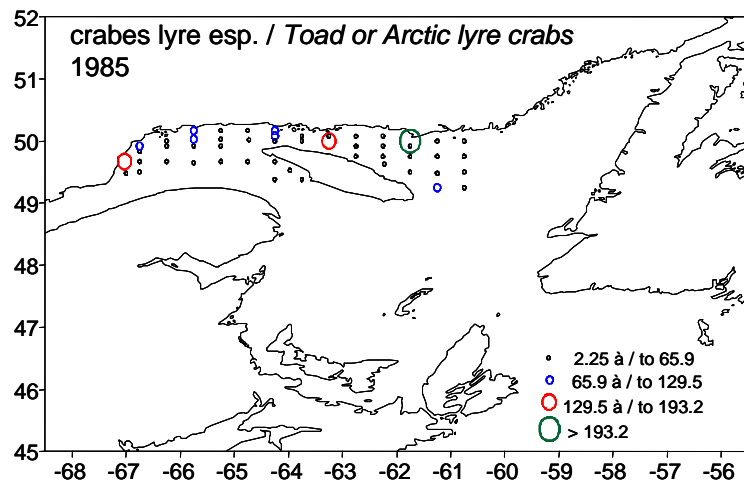 crabes lyre esp. / Toad or Arctic lyre crabs
1985
52
51
50
49
48
47
46
45
2.25 à / to 65.9
65.9 à / to 129.5
129.5 à / to 193.2
> 193.2
-68 -67 -66 -65 -64 -63 -62 -61 -60 -59 -58 -57 -56